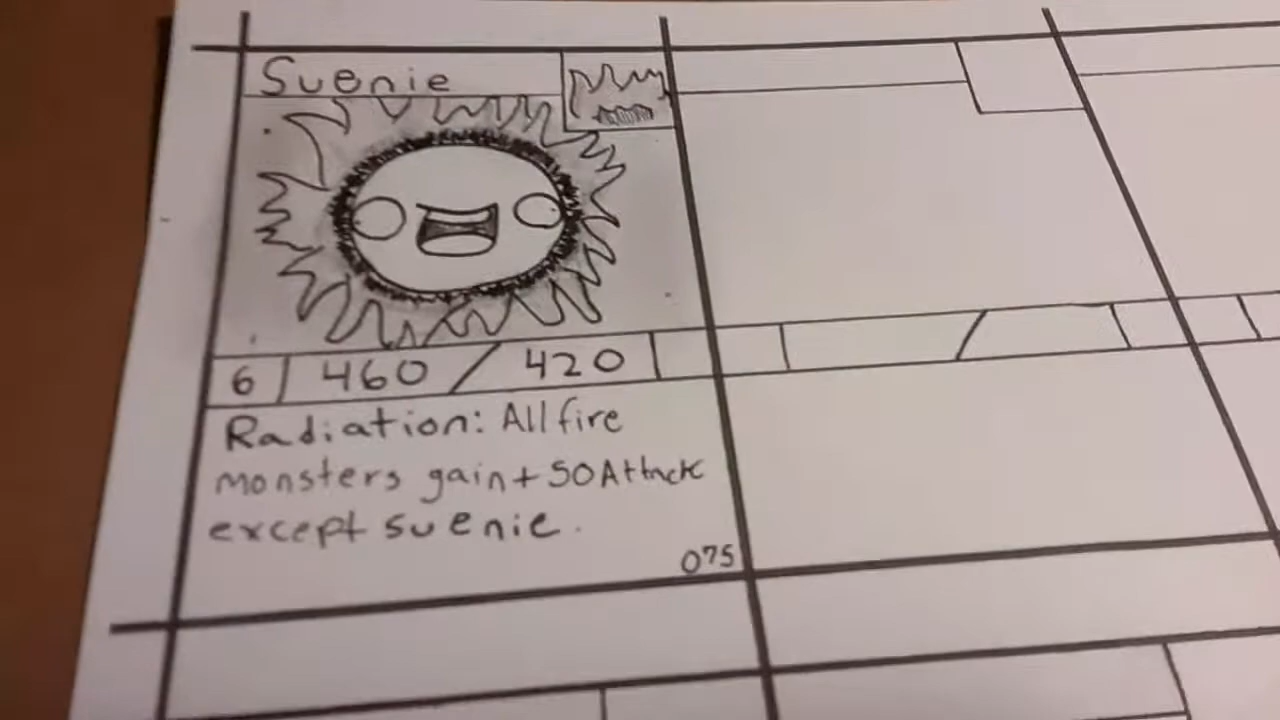 Suenie
6 460 / 420
Radiation: All fire
monsters gain +50 Attack
except suenie.
075